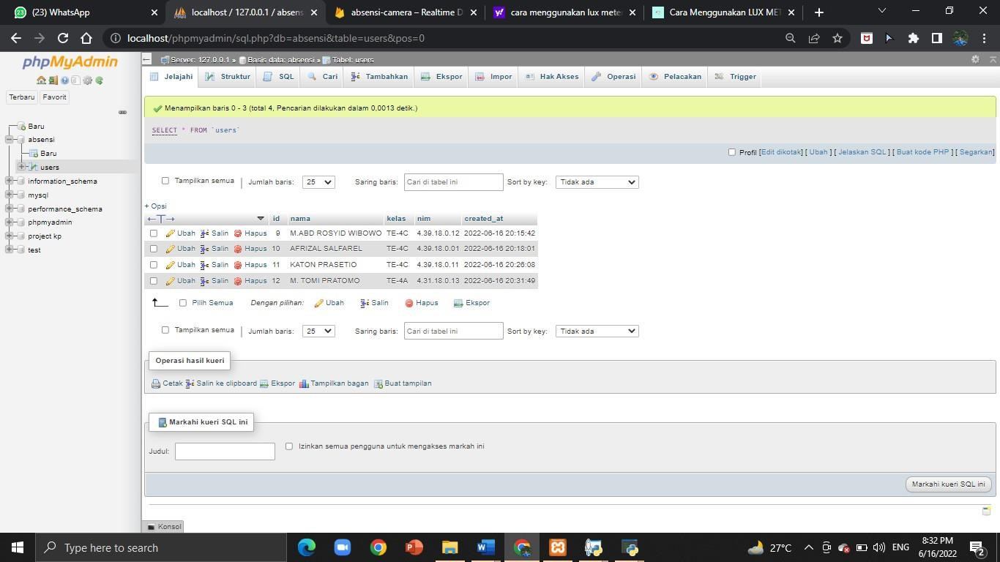 (23) WhatsApp
localhost / 127.0.0.1 / absens
absensi-camera – Realtime D
cara menggunakan lux meter
Cara Menggunakan LUX MET
localhost/phpmyadmin/sql.php?db=absensi&table=users&pos=0
phpMyAdmin
Terbaru Favorit
Baru
absensi
Baru
users
information_schema
mysql
performance_schema
phpmyadmin
project kp
test
Server: 127.0.0.1 » Basis data: absensi » Tabel: users
Jelajahi Struktur SQL Cari Tambahkan Ekspor Impor Hak Akses Operasi Pelacakan Trigger
Menampilkan baris 0 - 3 (total 4, Pencarian dilakukan dalam 0,0013 detik.)
SELECT * FROM `users`
Profil [Edit dikotak] [ Ubah ] [ Jelaskan SQL ] [ Buat kode PHP ] [ Segarkan]
Tampilkan semua | Jumlah baris: 25 Saring baris: Cari di tabel ini Sort by key: Tidak ada
+ Opsi
←T→ id nama kelas nim created_at
Ubah Salin Hapus 9 M.ABD ROSYID WIBOWO TE-4C 4.39.18.0.12 2022-06-16 20:15:42
Ubah Salin Hapus 10 AFRIZAL SALFAREL TE-4C 4.39.18.0.01 2022-06-16 20:18:01
Ubah Salin Hapus 11 KATON PRASETIO TE-4C 4.39.18.0.11 2022-06-16 20:26:08
Ubah Salin Hapus 12 M. TOMI PRATOMO TE-4A 4.31.18.0.13 2022-06-16 20:31:49
Pilih Semua Dengan pilihan: Ubah Salin Hapus Ekspor
Tampilkan semua | Jumlah baris: 25 Saring baris: Cari di tabel ini Sort by key: Tidak ada
Operasi hasil kueri
Cetak Salin ke clipboard Ekspor Tampilkan bagan Buat tampilan
Markahi kueri SQL ini
Judul: Izinkan semua pengguna untuk mengakses markah ini
Markahi kueri SQL ini
Konsol
Type here to search
27°C
ENG
8:32 PM
6/16/2022
2